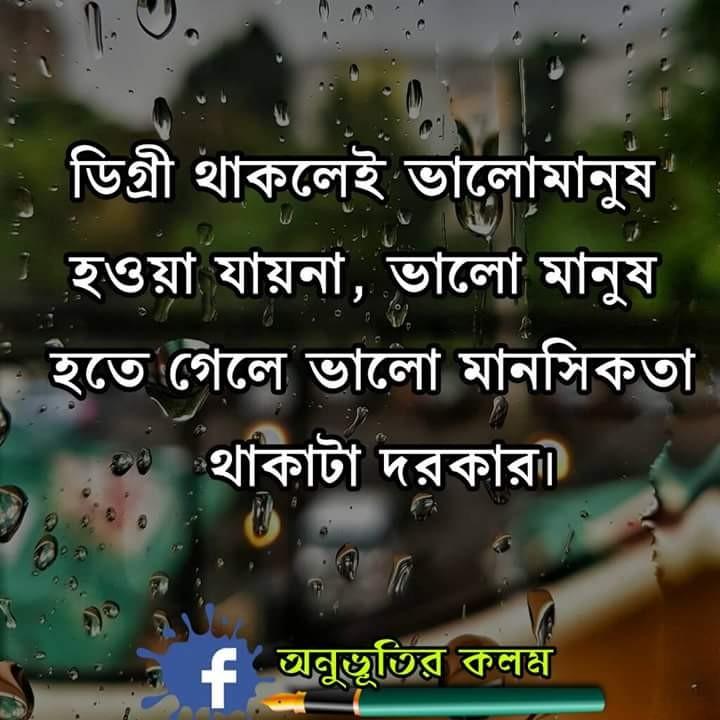 ডিগ্রী থাকলেই ভালোমানুষ
হওয়া যায়না, ভালো মানুষ
হতে গেলে ভালো মানসিকতা
থাকাটা দরকার।
f অনুভূতির কলম